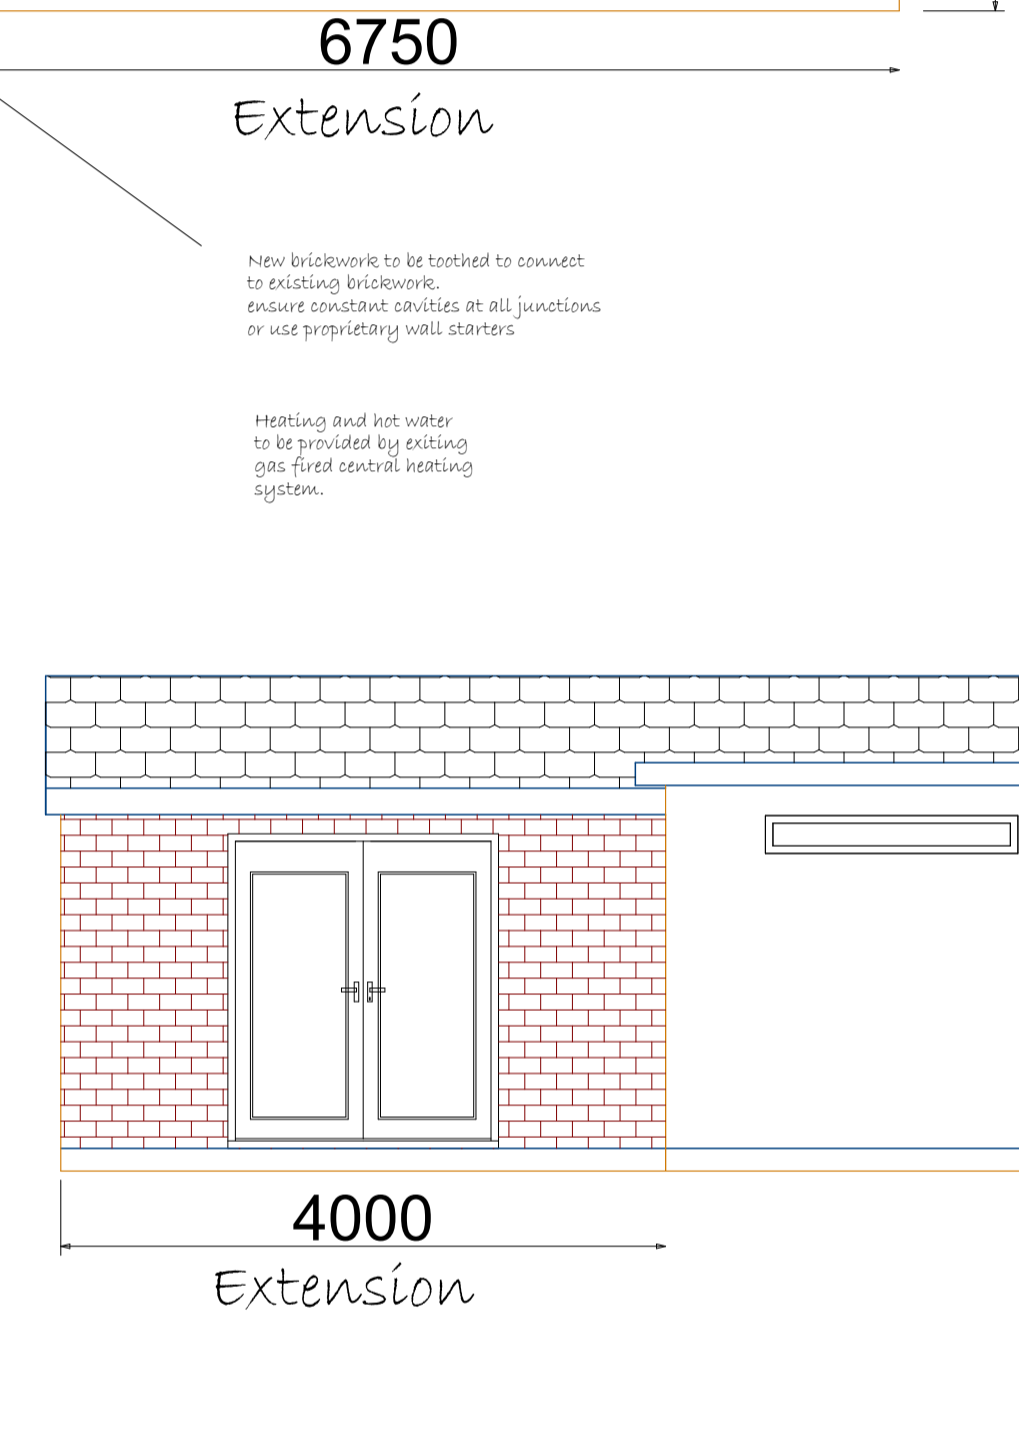 6750
Extension
New brickwork to be toothed to connect
to existing brickwork.
ensure constant cavities at all junctions
or use proprietary wall starters
Heating and hot water
to be provided by exiting
gas fired central heating
system.
4000
Extension